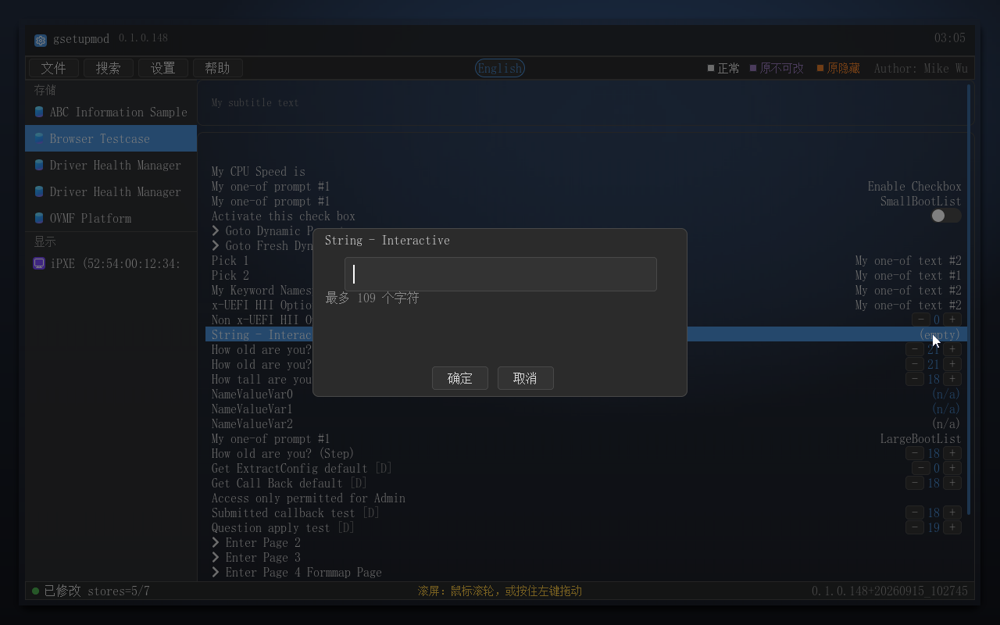 gsetupmod 0.1.0.148 03:05
文件 搜索 设置 帮助 English 正常 原不可改 原隐藏 Author: Mike Wu
存储
ABC Information Sample
Browser Testcase
Driver Health Manager
Driver Health Manager
OVMF Platform
显示
iPXE (52:54:00:12:34:
My subtitle text
My CPU Speed is
My one-of prompt #1 Enable Checkbox
My one-of prompt #1 SmallBootList
Activate this check box
Goto Dynamic P
Goto Fresh Dyn
Pick 1 My one-of text #2
Pick 2 My one-of text #1
My Keyword Names My one-of text #2
x-UEFI HII Optio My one-of text #2
Non x-UEFI HII O - 0 +
String - Interac (empty)
How old are you? - 21 +
How old are you? - 21 +
How tall are you - 18 +
NameValueVar0 (n/a)
NameValueVar1 (n/a)
NameValueVar2 (n/a)
My one-of prompt #1 LargeBootList
How old are you? (Step) - 18 +
Get ExtractConfig default [D] - 0 +
Get Call Back default [D] - 18 +
Access only permitted for Admin
Submitted callback test [D] - 18 +
Question apply test [D] - 19 +
Enter Page 2
Enter Page 3
Enter Page 4 Formmap Page
String - Interactive
最多 109 个字符
确定 取消
已修改 stores=5/7 滚屏: 鼠标滚轮, 或按住左键拖动 0.1.0.148+20260915_102745